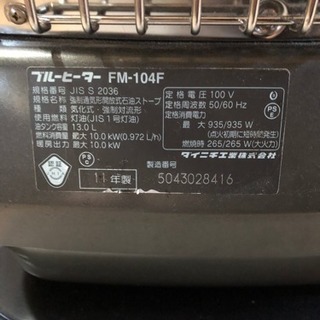 ブルーヒーター FM-104F
規格番号 JIS S 2036
種類 強制通気形開放式石油ストーブ
型式 気化式・強制対流形
使用燃料 灯油(JIS 1号灯油)
油タンク容量 13.0 L
燃料消費量 最大 10.0kW(0.972 L/h)
暖房出力 最大 10.0 kW
定格電圧 100 V
定格周波数 50/60 Hz
定格消費電力
最大 935/935 W
(点火初期に短時間発生)
燃焼時 265/265 W(大火力)
PSE
PSC
ダイニチ工業株式会社
製造番号
11 年製 5043028416